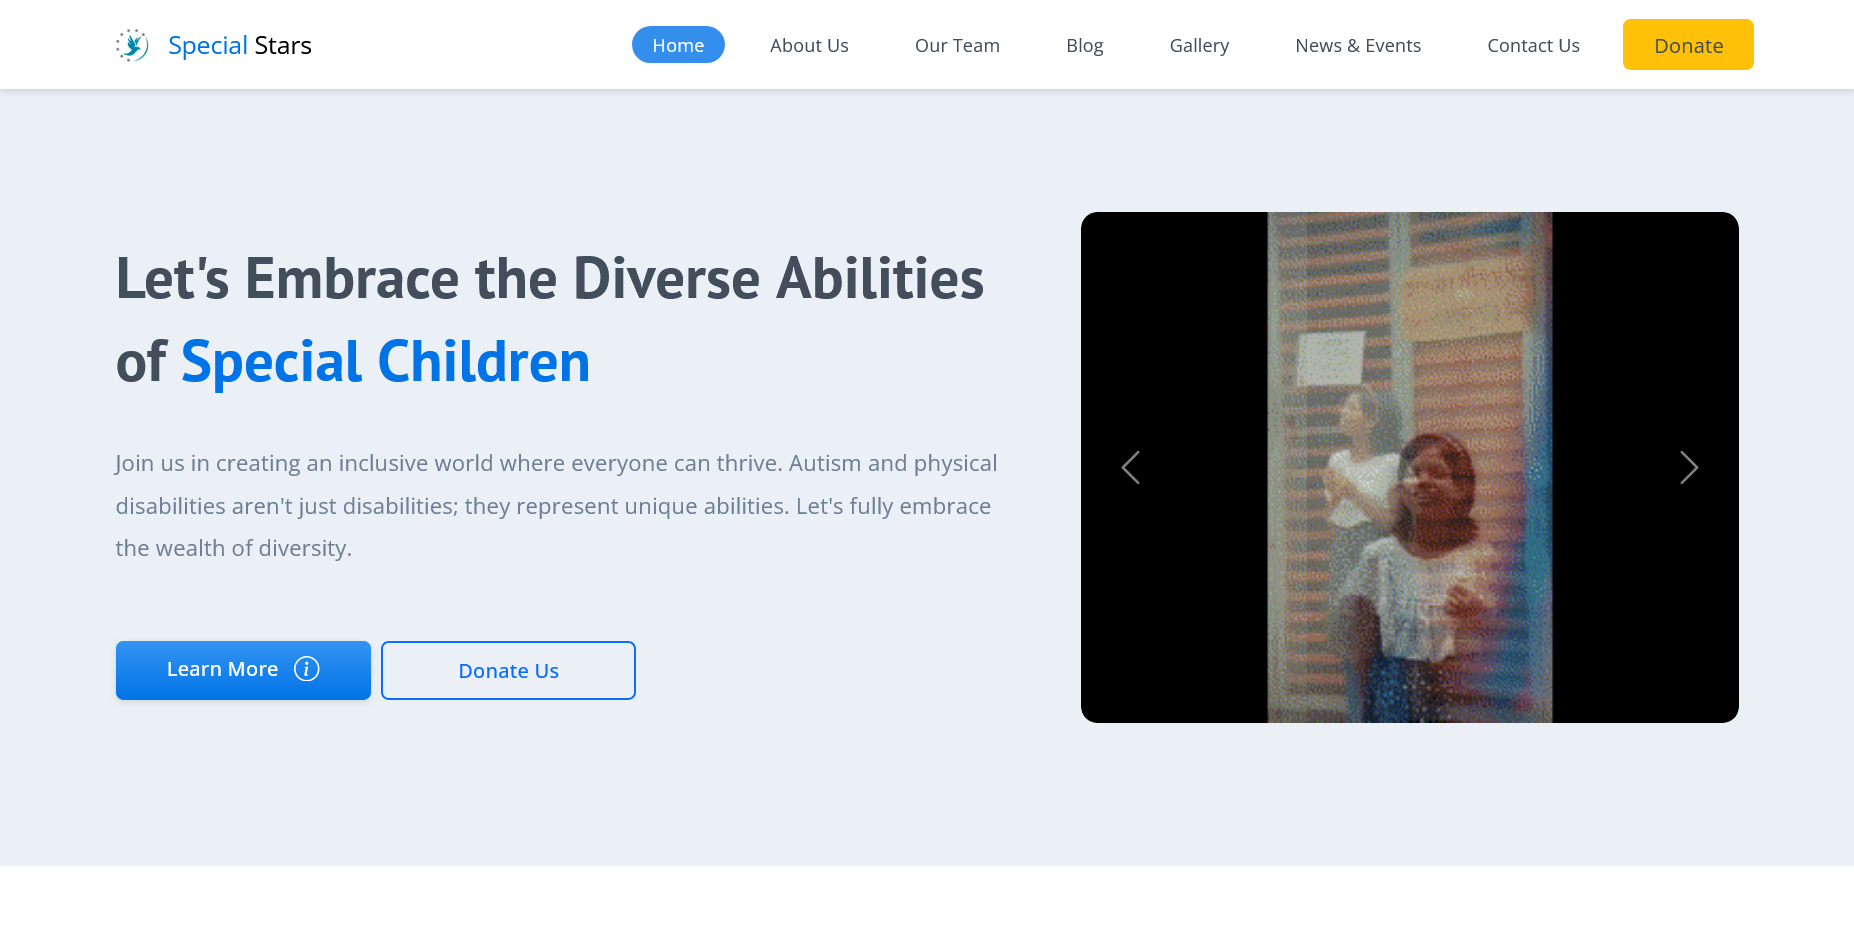 Special Stars
Home
About Us
Our Team
Blog
Gallery
News & Events
Contact Us
Donate
Let's Embrace the Diverse Abilities
of Special Children
Join us in creating an inclusive world where everyone can thrive. Autism and physical
disabilities aren't just disabilities; they represent unique abilities. Let's fully embrace
the wealth of diversity.
Learn More
Donate Us